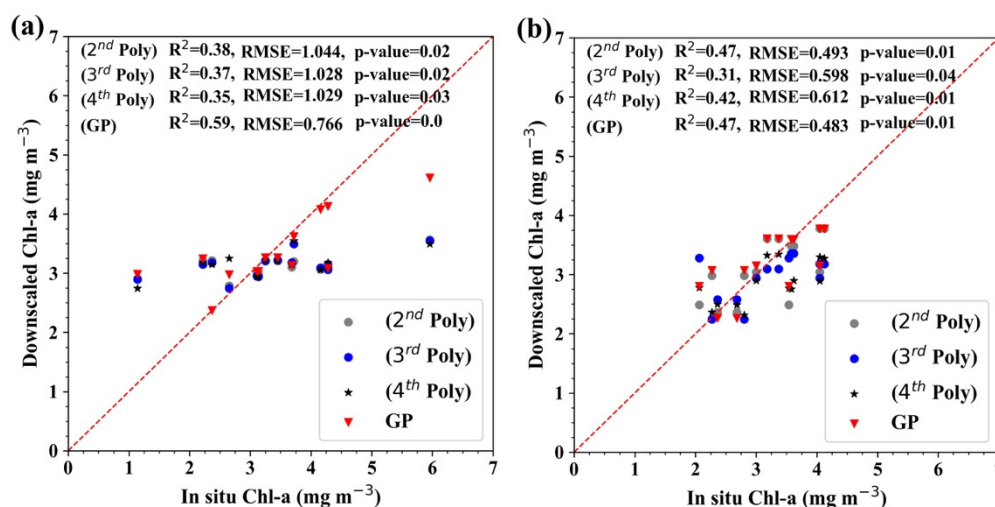 (a)
(2nd Poly) R2=0.38, RMSE=1.044, p-value=0.02
(3rd Poly) R2=0.37, RMSE=1.028, p-value=0.02
(4th Poly) R2=0.35, RMSE=1.029 p-value=0.03
(GP) R2=0.59, RMSE=0.766 p-value=0.0
Downscaled Chl-a (mg m−3)
7
6
5
4
3
2
1
0
(2nd Poly)
(3rd Poly)
(4th Poly)
GP
0 1 2 3 4 5 6 7
In situ Chl-a (mg m−3)
(b)
(2nd Poly) R2=0.47, RMSE=0.493 p-value=0.01
(3rd Poly) R2=0.31, RMSE=0.598 p-value=0.04
(4th Poly) R2=0.42, RMSE=0.612 p-value=0.01
(GP) R2=0.47, RMSE=0.483 p-value=0.01
Downscaled Chl-a (mg m−3)
7
6
5
4
3
2
1
0
(2nd Poly)
(3rd Poly)
(4th Poly)
GP
0 1 2 3 4 5 6 7
In situ Chl-a (mg m−3)